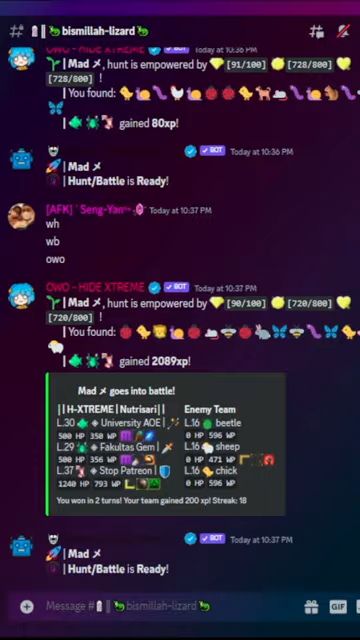 bismillah-lizard
OWO - HIDE XTREME BOT Today at 10:36 PM
| Mad メ , hunt is empowered by [91/100] [728/800]
[728/800] !
| You found:
| gained 80xp!
BOT Today at 10:36 PM
| Mad メ
| Hunt/Battle is Ready!
Today at 10:37 PM
wh
wb
owo
OWO - HIDE XTREME BOT Today at 10:37 PM
| Mad メ, hunt is empowered by [90/100] [720/800]
[720/800] !
| You found:
| gained 2089xp!
Mad メ goes into battle!
| | H-XTREME | Nutrisari | Enemy Team
L.30 University AOE | L.16 beetle
500 HP 350 WP 0 HP 596 WP
L.29 Fakultas Gem | L.16 sheep
500 HP 356 WP 0 HP 471 WP
L.37 Stop Patreon | L.16 chick
1240 HP 793 WP 0 HP 596 WP
You won in 2 turns! Your team gained 200 xp! Streak: 18
BOT Today at 10:37 PM
| Mad メ
| Hunt/Battle is Ready!
Message # bismillah-lizard GIF